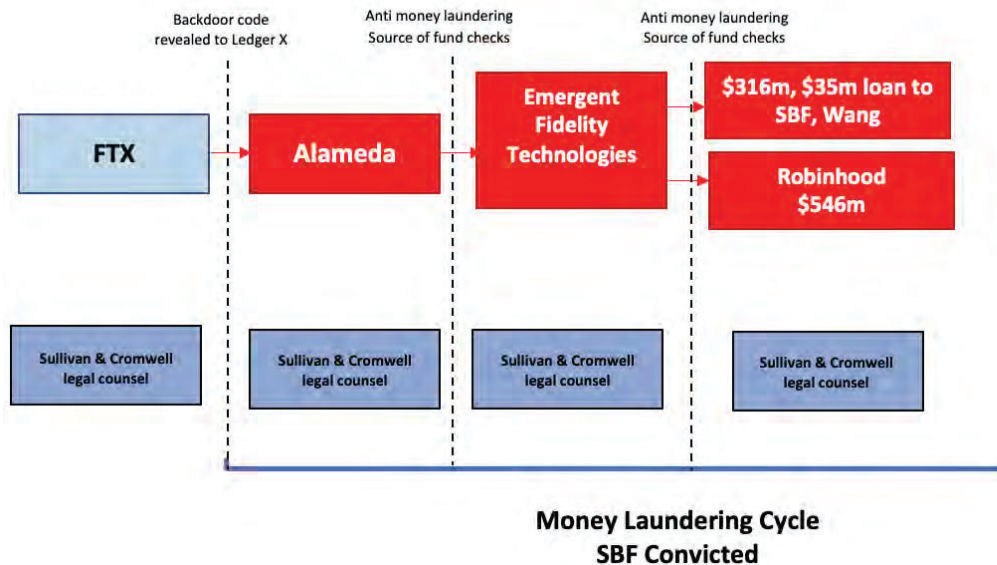 Backdoor code
revealed to Ledger X
Anti money laundering
Source of fund checks
Anti money laundering
Source of fund checks
FTX
Alameda
Emergent
Fidelity
Technologies
$316m, $35m loan to
SBF, Wang
Robinhood
$546m
Sullivan & Cromwell
legal counsel
Sullivan & Cromwell
legal counsel
Sullivan & Cromwell
legal counsel
Sullivan & Cromwell
legal counsel
Money Laundering Cycle
SBF Convicted